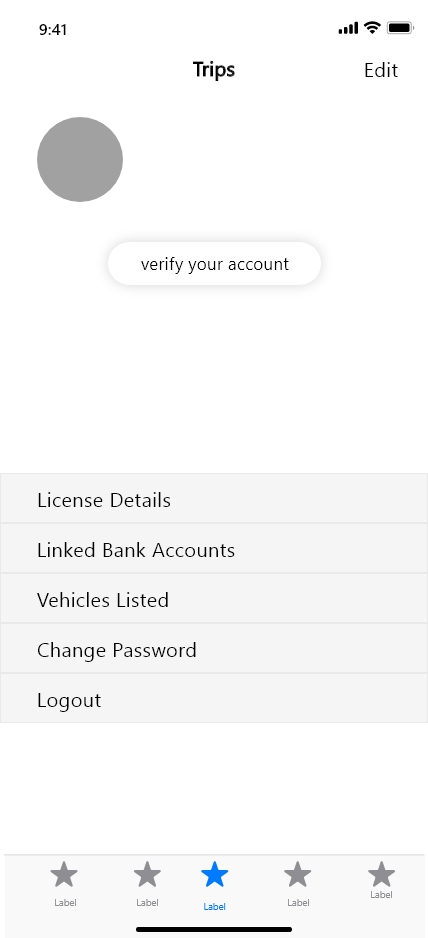 9:41
Trips
Edit
verify your account
License Details
Linked Bank Accounts
Vehicles Listed
Change Password
Logout
Label
Label
Label
Label
Label